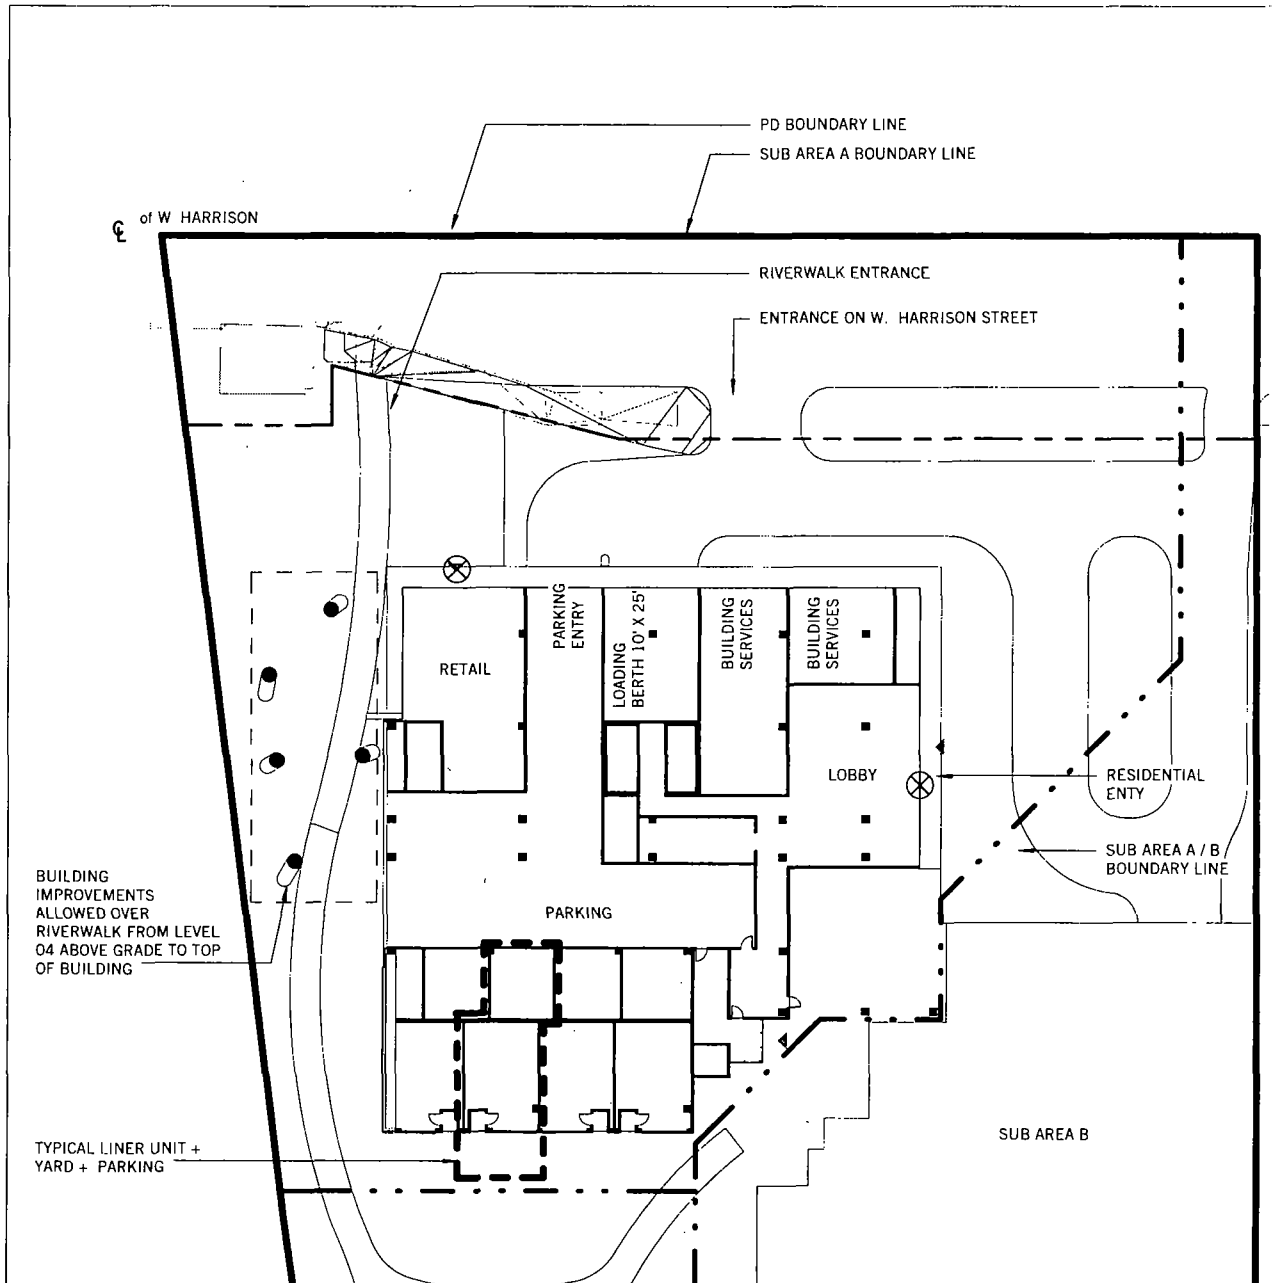 PD BOUNDARY LINE
SUB AREA A BOUNDARY LINE
℄ of W HARRISON
RIVERWALK ENTRANCE
ENTRANCE ON W. HARRISON STREET
PARKING
ENTRY
LOADING
BERTH 10' X 25'
BUILDING
SERVICES
BUILDING
SERVICES
RETAIL
LOBBY
RESIDENTIAL
ENTY
SUB AREA A / B
BOUNDARY LINE
BUILDING
IMPROVEMENTS
ALLOWED OVER
RIVERWALK FROM LEVEL
04 ABOVE GRADE TO TOP
OF BUILDING
PARKING
SUB AREA B
TYPICAL LINER UNIT +
YARD + PARKING